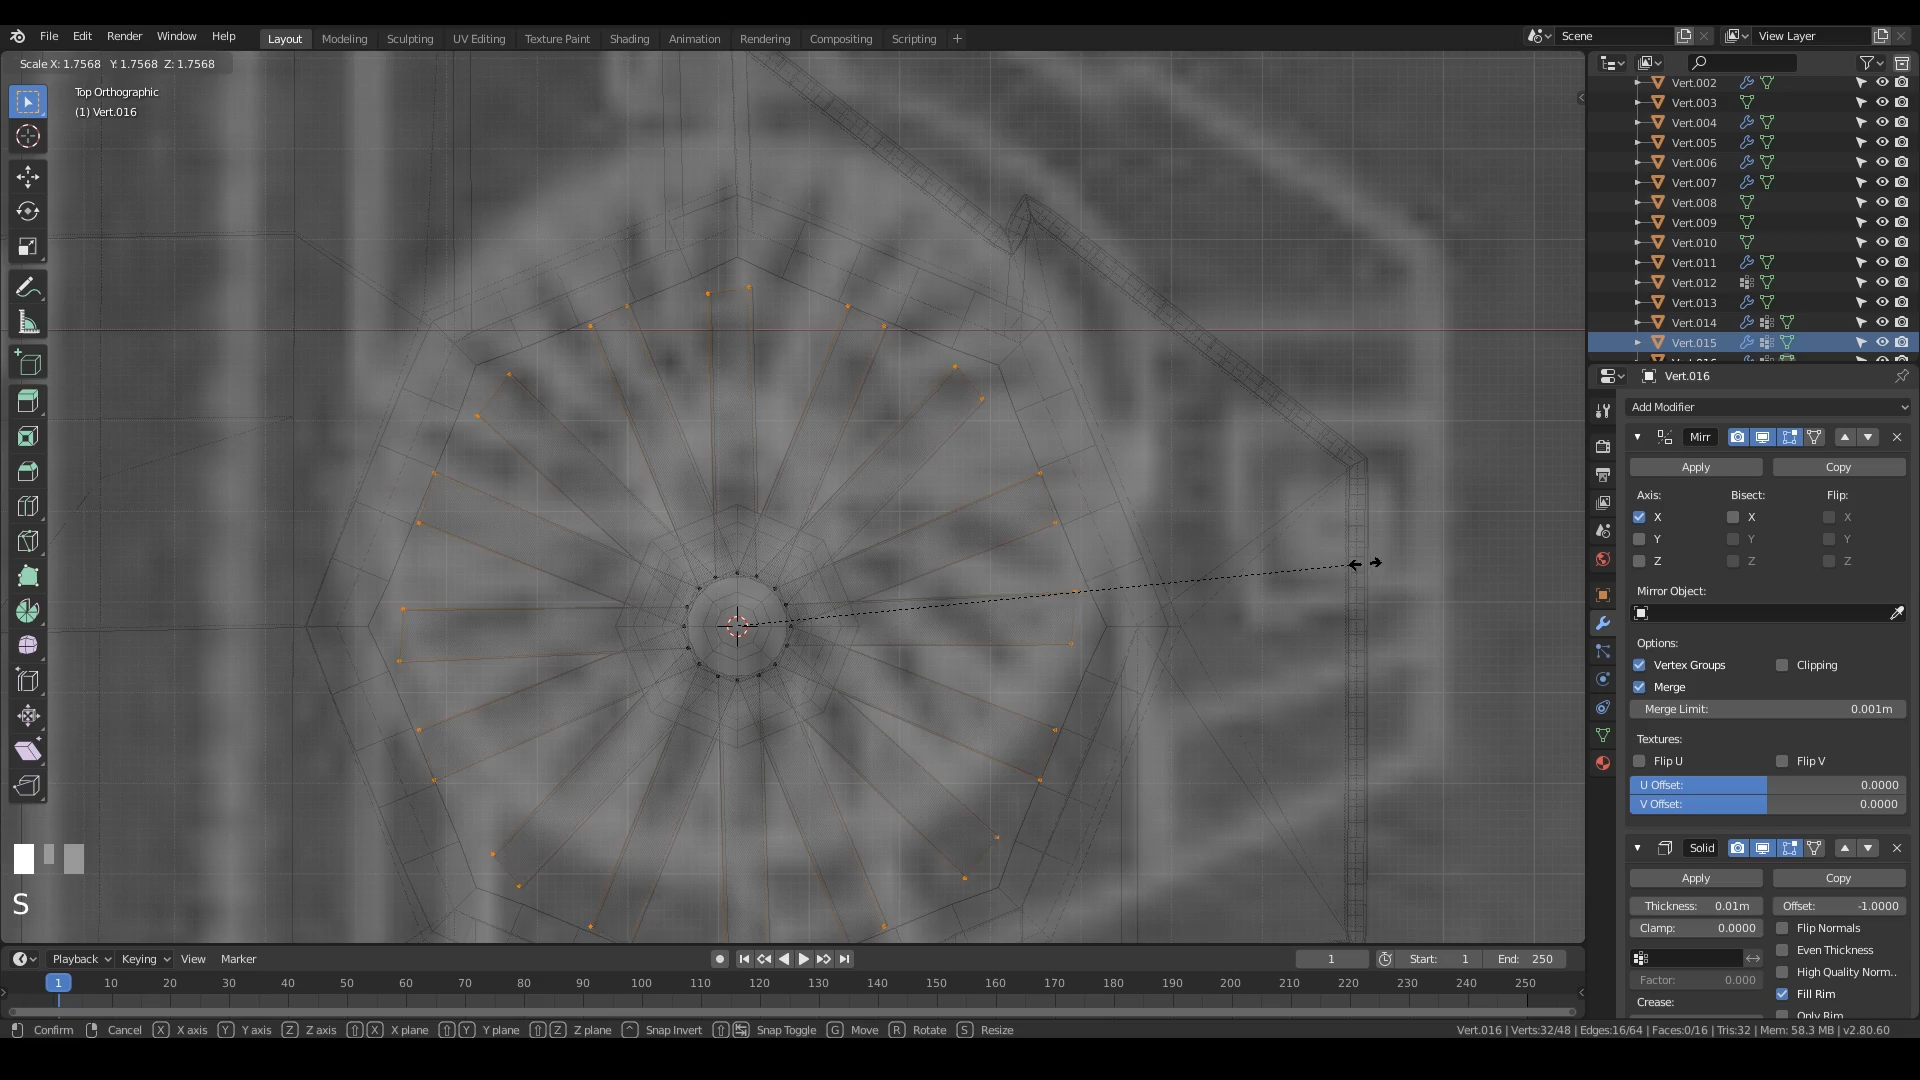 File Edit Render Window Help Layout Modeling Sculpting UV Editing Texture Paint Shading Animation Rendering Compositing Scripting + Scene View Layer
Scale X: 1.7568 Y: 1.7568 Z: 1.7568
Top Orthographic
(1) Vert.016
Vert.002
Vert.003
Vert.004
Vert.005
Vert.006
Vert.007
Vert.008
Vert.009
Vert.010
Vert.011
Vert.012
Vert.013
Vert.014
Vert.015
Vert.016
Add Modifier
Mirr
Apply Copy
Axis: Bisect: Flip:
X X X
Y Y Y
Z Z Z
Mirror Object:
Options:
Vertex Groups Clipping
Merge
Merge Limit: 0.001m
Textures:
Flip U Flip V
U Offset: 0.0000
V Offset: 0.0000
Solid
Apply Copy
Thickness: 0.01m Offset: -1.0000
Clamp: 0.0000 Flip Normals
Even Thickness
High Quality Norm..
Factor: 0.000
Fill Rim
Crease:
Only Rim
S
Playback Keying View Marker 1 Start: 1 End: 250
1 10 20 30 40 50 60 70 80 90 100 110 120 130 140 150 160 170 180 190 200 210 220 230 240 250
Confirm Cancel X X axis Y Y axis Z Z axis X X plane Y Y plane Z Z plane ^ Snap Invert Snap Toggle G Move R Rotate S Resize Vert.016 | Verts:32/48 | Edges:16/64 | Faces:0/16 | Tris:32 | Mem: 58.3 MB | v2.80.60